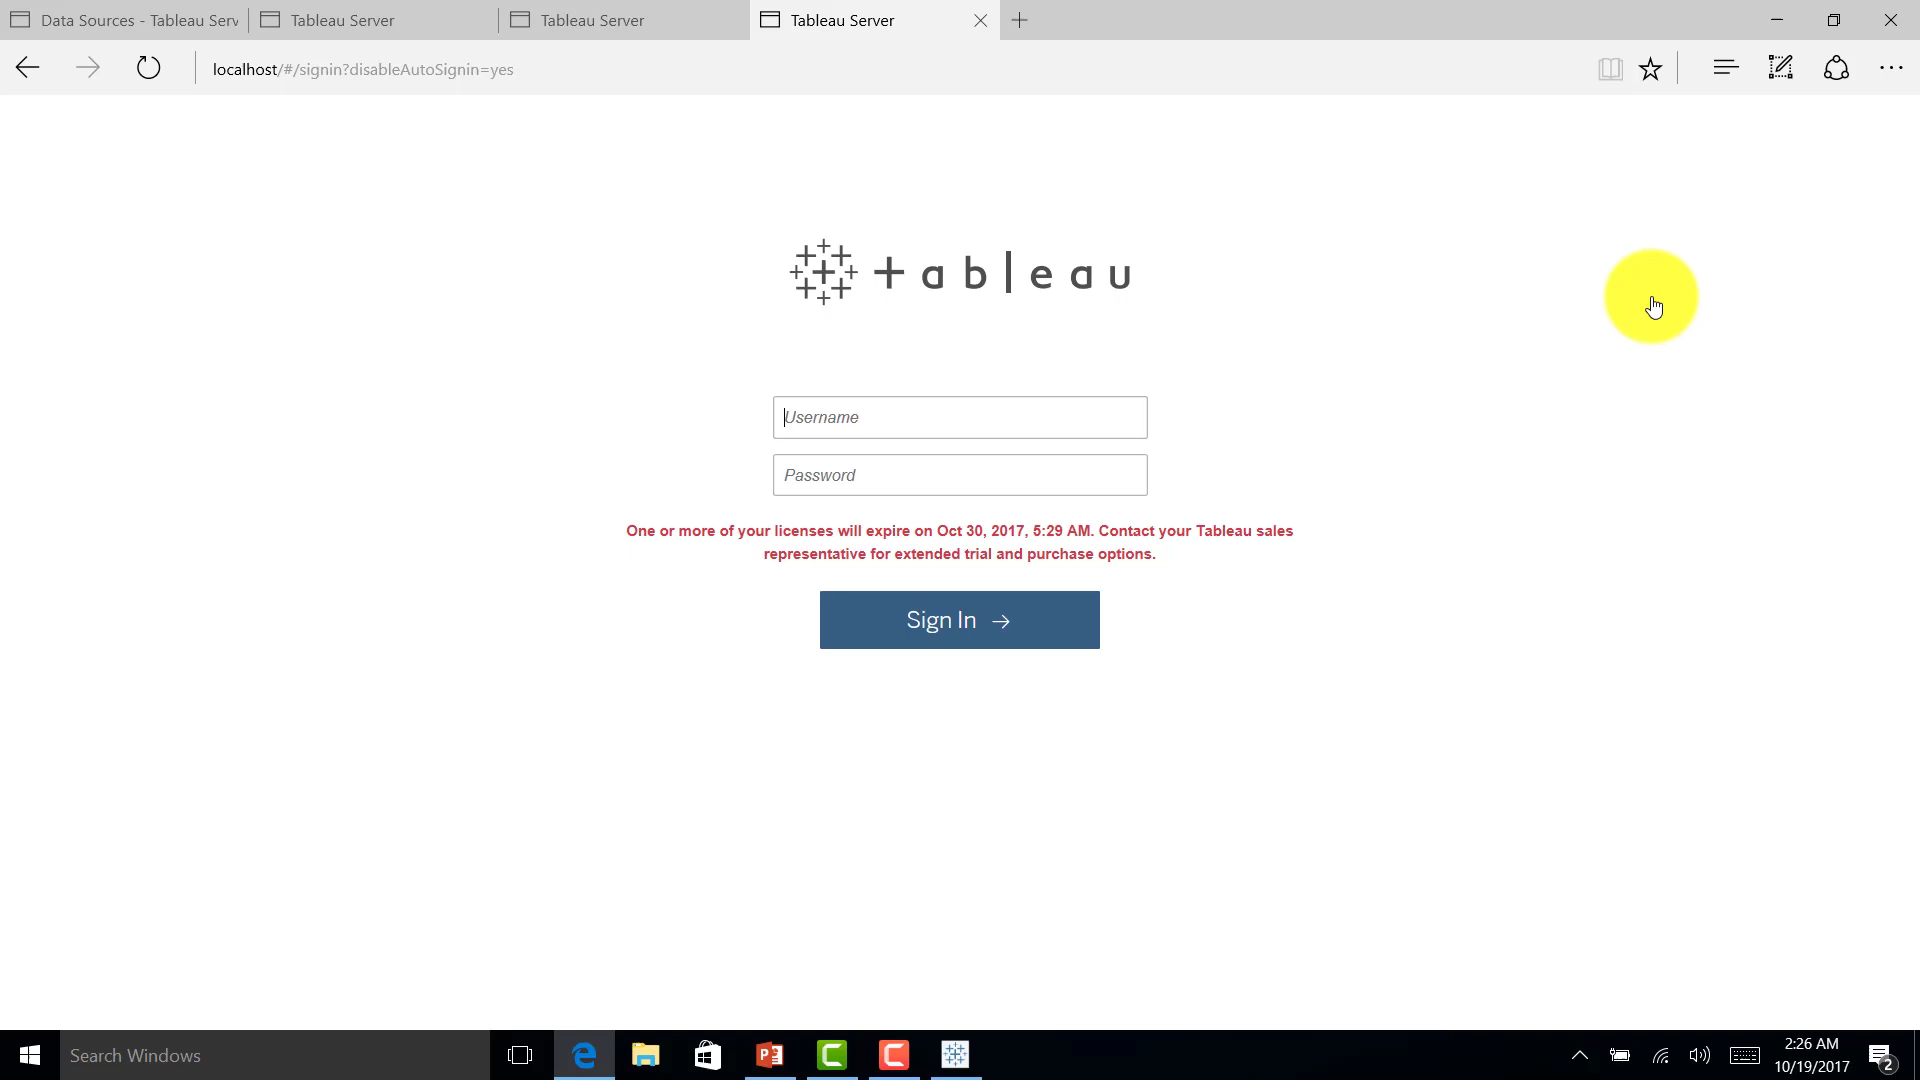 Data Sources - Tableau Serv
Tableau Server
Tableau Server
Tableau Server
localhost/#/signin?disableAutoSignin=yes
+ableau
Username
Password
One or more of your licenses will expire on Oct 30, 2017, 5:29 AM. Contact your Tableau sales
representative for extended trial and purchase options.
Sign In →
Search Windows
2:26 AM
10/19/2017
2